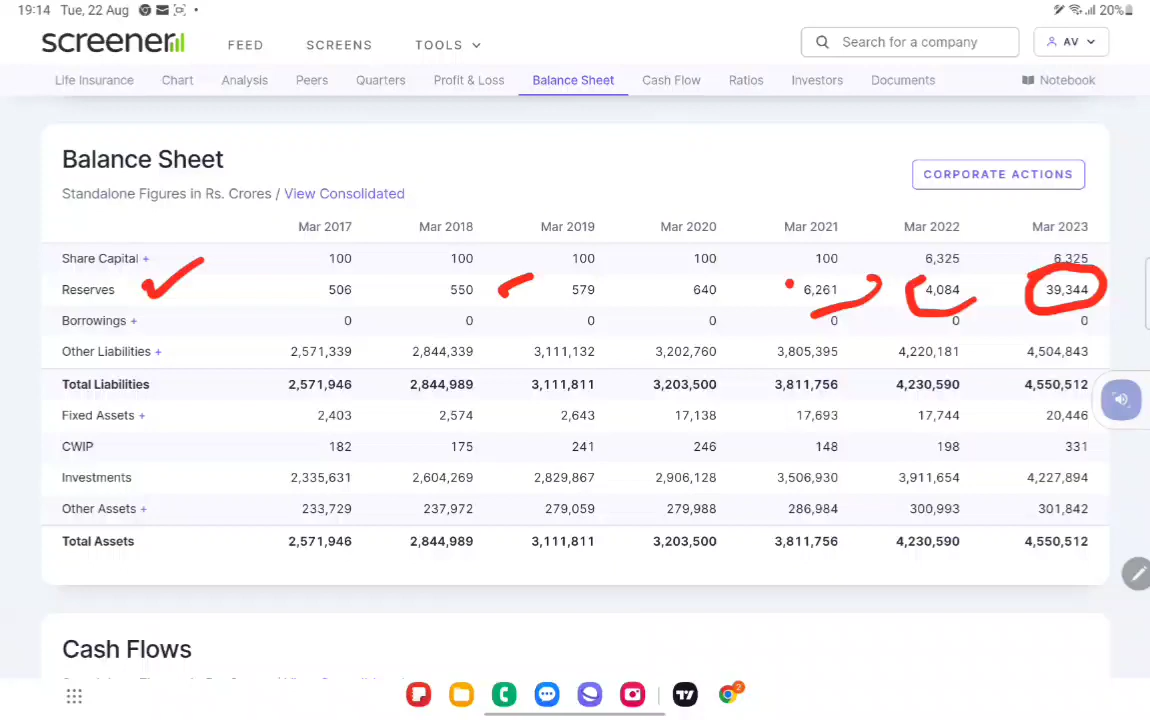 19:14 Tue, 22 Aug 20%
screener FEED SCREENS TOOLS Search for a company AV
Life Insurance Chart Analysis Peers Quarters Profit & Loss Balance Sheet Cash Flow Ratios Investors Documents Notebook
Balance Sheet
CORPORATE ACTIONS
Standalone Figures in Rs. Crores / View Consolidated
Mar 2017 Mar 2018 Mar 2019 Mar 2020 Mar 2021 Mar 2022 Mar 2023
Share Capital + 100 100 100 100 100 6,325 6,325
Reserves 506 550 579 640 6,261 4,084 39,344
Borrowings + 0 0 0 0 0 0 0
Other Liabilities + 2,571,339 2,844,339 3,111,132 3,202,760 3,805,395 4,220,181 4,504,843
Total Liabilities 2,571,946 2,844,989 3,111,811 3,203,500 3,811,756 4,230,590 4,550,512
Fixed Assets + 2,403 2,574 2,643 17,138 17,693 17,744 20,446
CWIP 182 175 241 246 148 198 331
Investments 2,335,631 2,604,269 2,829,867 2,906,128 3,506,930 3,911,654 4,227,894
Other Assets + 233,729 237,972 279,059 279,988 286,984 300,993 301,842
Total Assets 2,571,946 2,844,989 3,111,811 3,203,500 3,811,756 4,230,590 4,550,512
Cash Flows
2